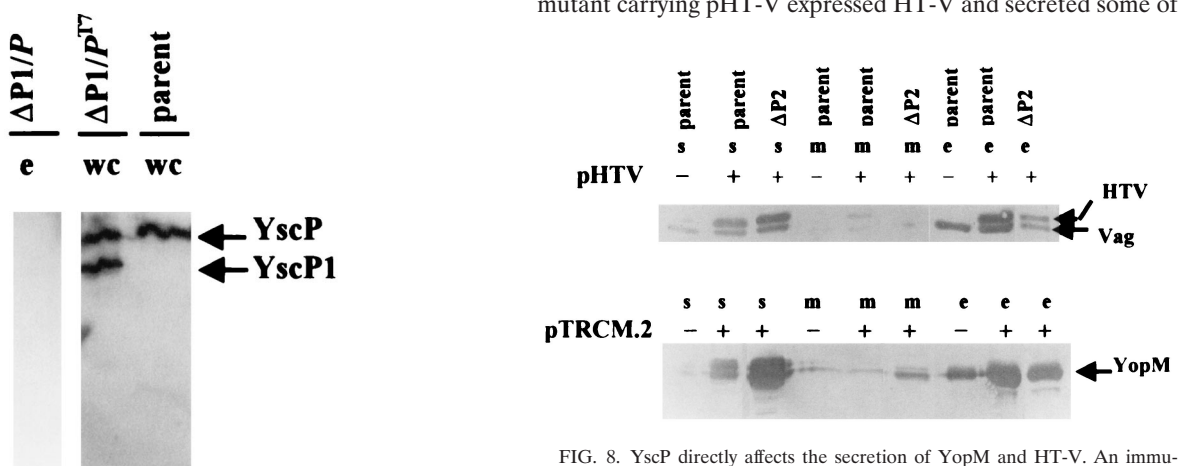 ΔP1/P
ΔP1/P^T7
parent
e wc wc
YscP
YscP1
mutant carrying pHT-V expressed HT-V and secreted some of
parent parent ΔP2 parent parent ΔP2 parent parent ΔP2
s s s m m m e e e
pHTV − + + − + + − + +
HTV
Vag
s s s m m m e e e
pTRCM.2 − + + − + + − + +
YopM
FIG. 8. YscP directly affects the secretion of YopM and HT-V. An immu-